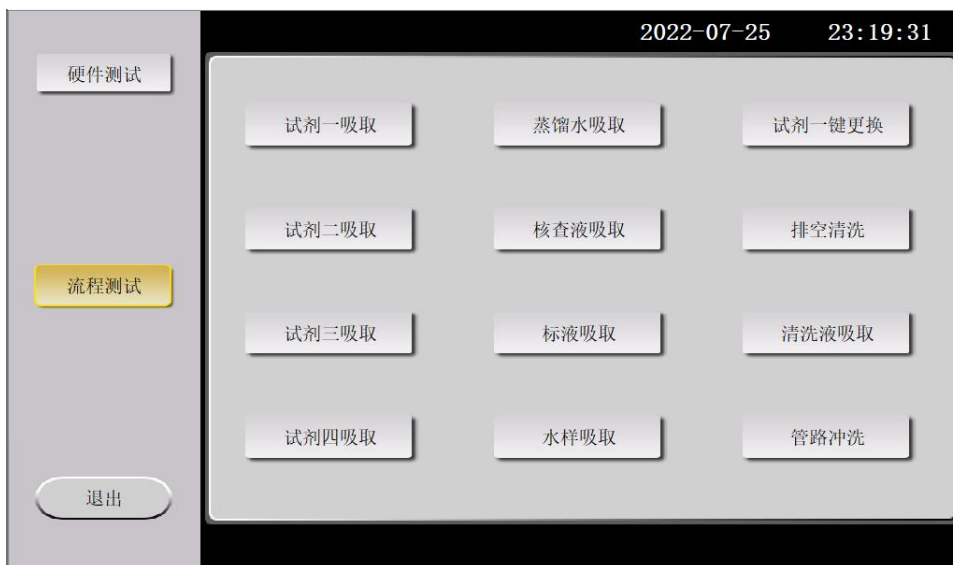 2022-07-25 23:19:31
硬件测试
流程测试
退出
试剂一吸取 蒸馏水吸取 试剂一键更换
试剂二吸取 核查液吸取 排空清洗
试剂三吸取 标液吸取 清洗液吸取
试剂四吸取 水样吸取 管路冲洗